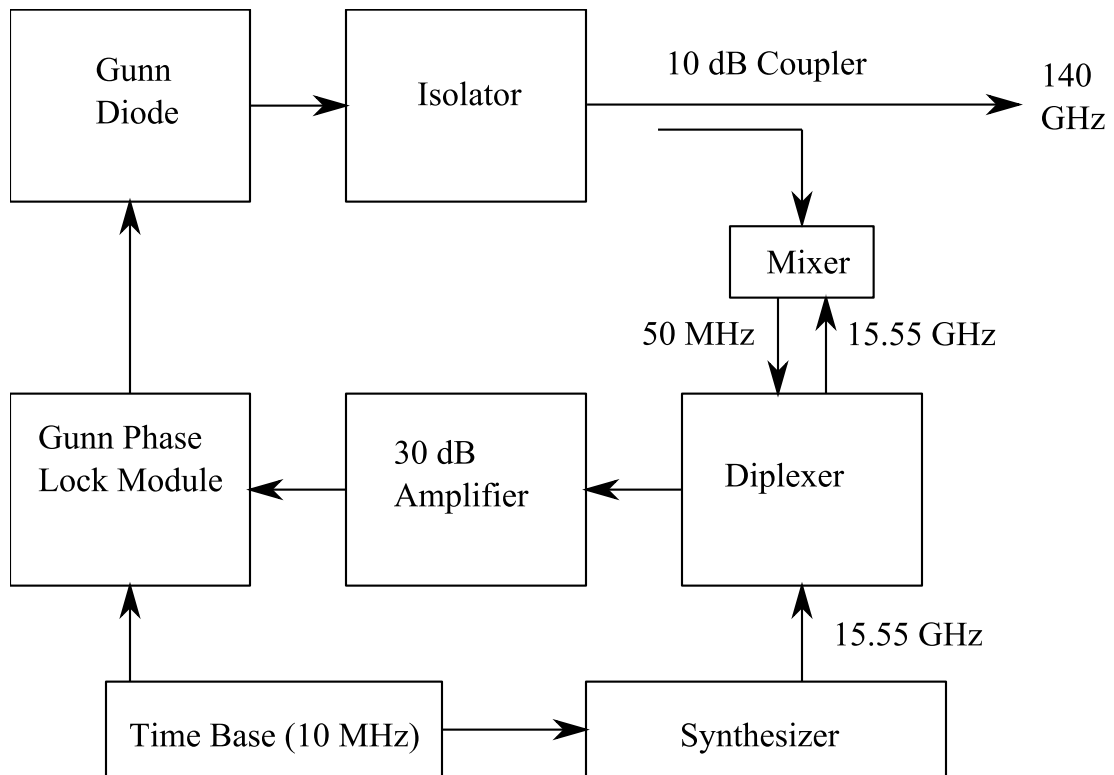 Gunn
Diode
Isolator
10 dB Coupler
140
GHz
Mixer
50 MHz
15.55 GHz
Gunn Phase
Lock Module
30 dB
Amplifier
Diplexer
15.55 GHz
Time Base (10 MHz)
Synthesizer